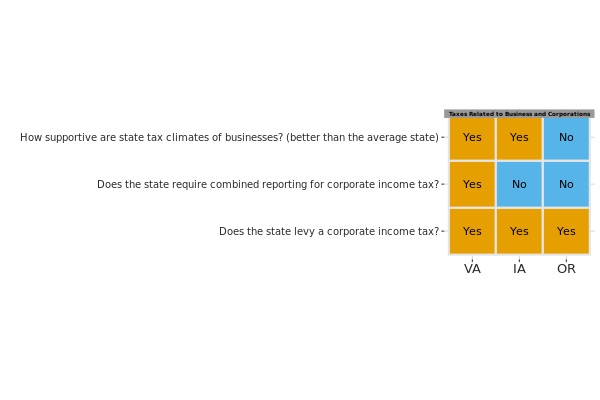 Taxes Related to Business and Corporations
How supportive are state tax climates of businesses? (better than the average state) Yes Yes No
Does the state require combined reporting for corporate income tax? Yes No No
Does the state levy a corporate income tax? Yes Yes Yes
VA IA OR